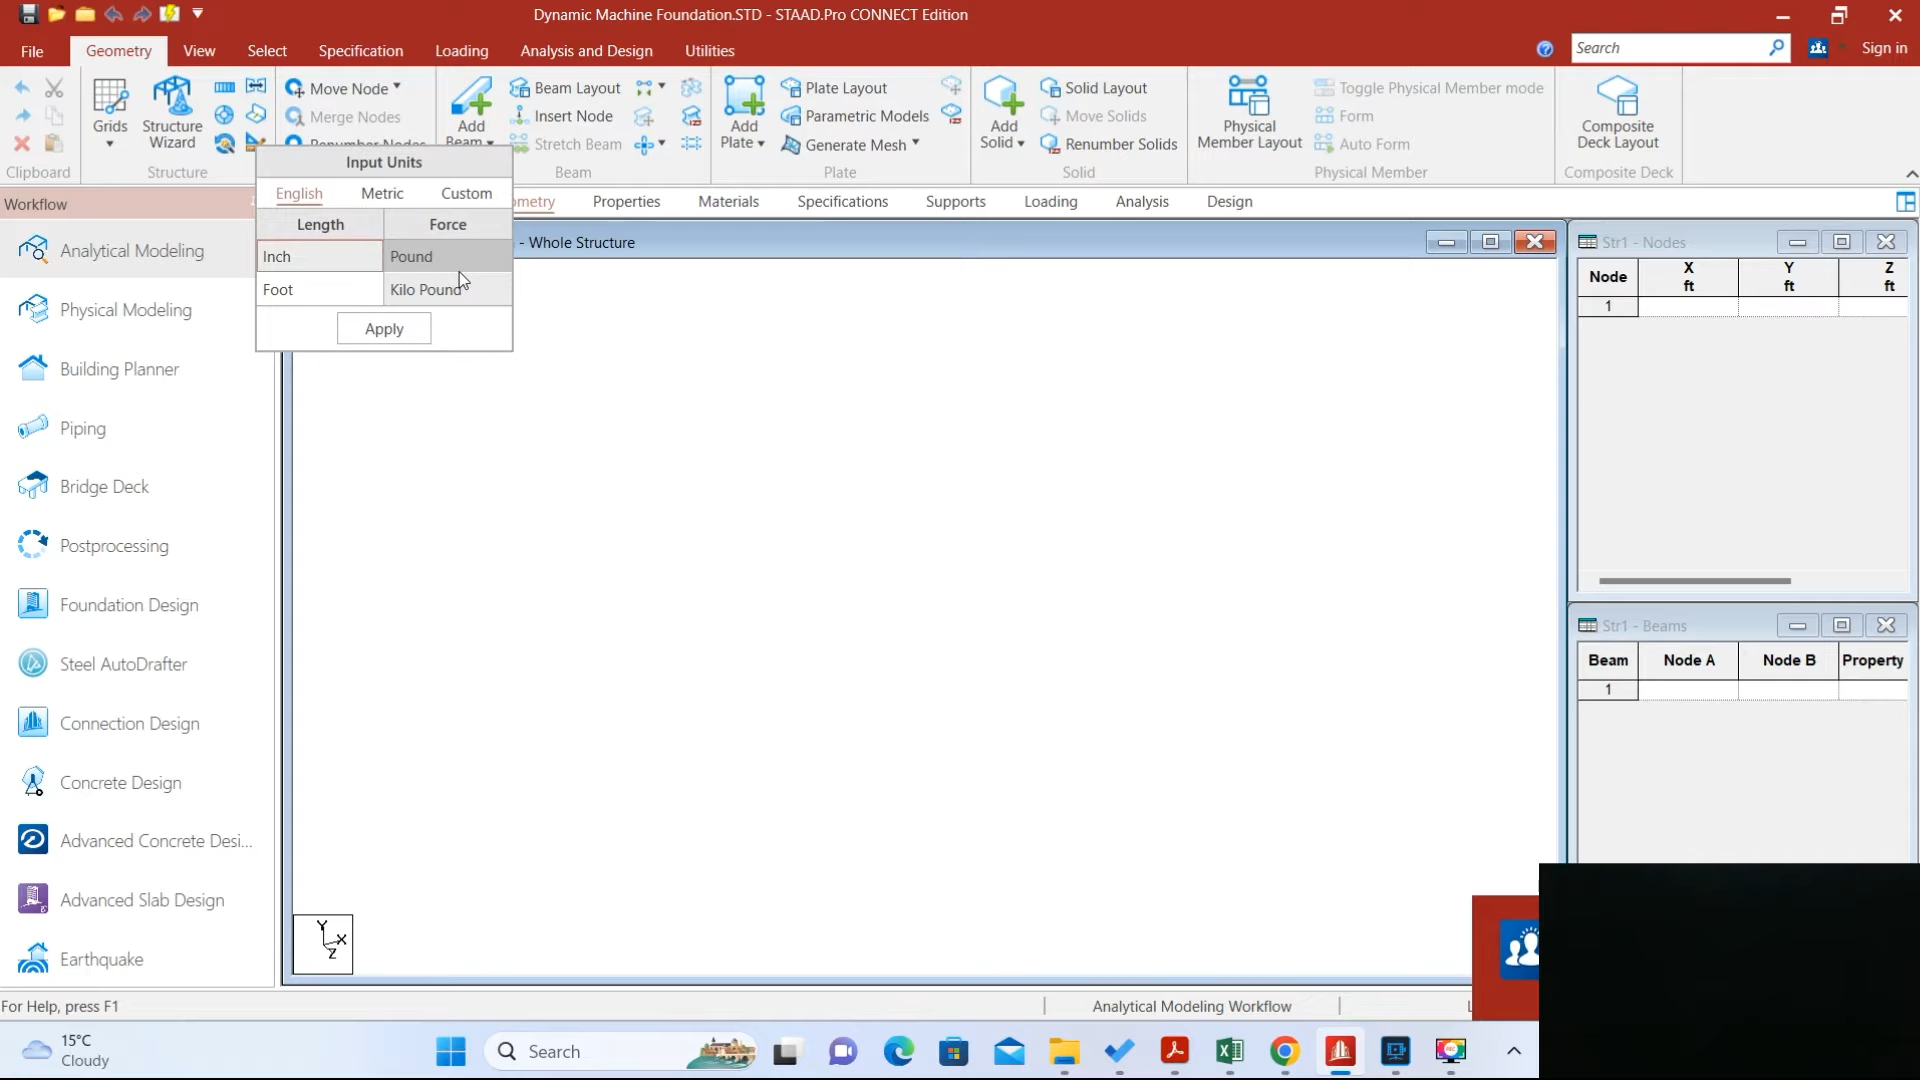 Dynamic Machine Foundation.STD - STAAD.Pro CONNECT Edition
File Geometry View Select Specification Loading Analysis and Design Utilities Search Sign in
Grids
Structure Wizard
Structure
Clipboard
Move Node
Merge Nodes
Renumber Nodes
Add Beam
Beam Layout
Insert Node
Stretch Beam
Beam
Add Plate
Plate Layout
Parametric Models
Generate Mesh
Plate
Add Solid
Solid Layout
Move Solids
Renumber Solids
Solid
Physical Member Layout
Toggle Physical Member mode
Form
Auto Form
Physical Member
Composite Deck Layout
Composite Deck
Workflow
Properties Materials Specifications Supports Loading Analysis Design
Input Units
English Metric Custom
Length Force
Inch Pound
Foot Kilo Pound
Apply
- Whole Structure
Analytical Modeling
Physical Modeling
Building Planner
Piping
Bridge Deck
Postprocessing
Foundation Design
Steel AutoDrafter
Connection Design
Concrete Design
Advanced Concrete Desi...
Advanced Slab Design
Earthquake
Y
X
Z
Str1 - Nodes
Node X ft Y ft Z ft
1
Str1 - Beams
Beam Node A Node B Property
1
For Help, press F1
Analytical Modeling Workflow
15°C
Cloudy
Search